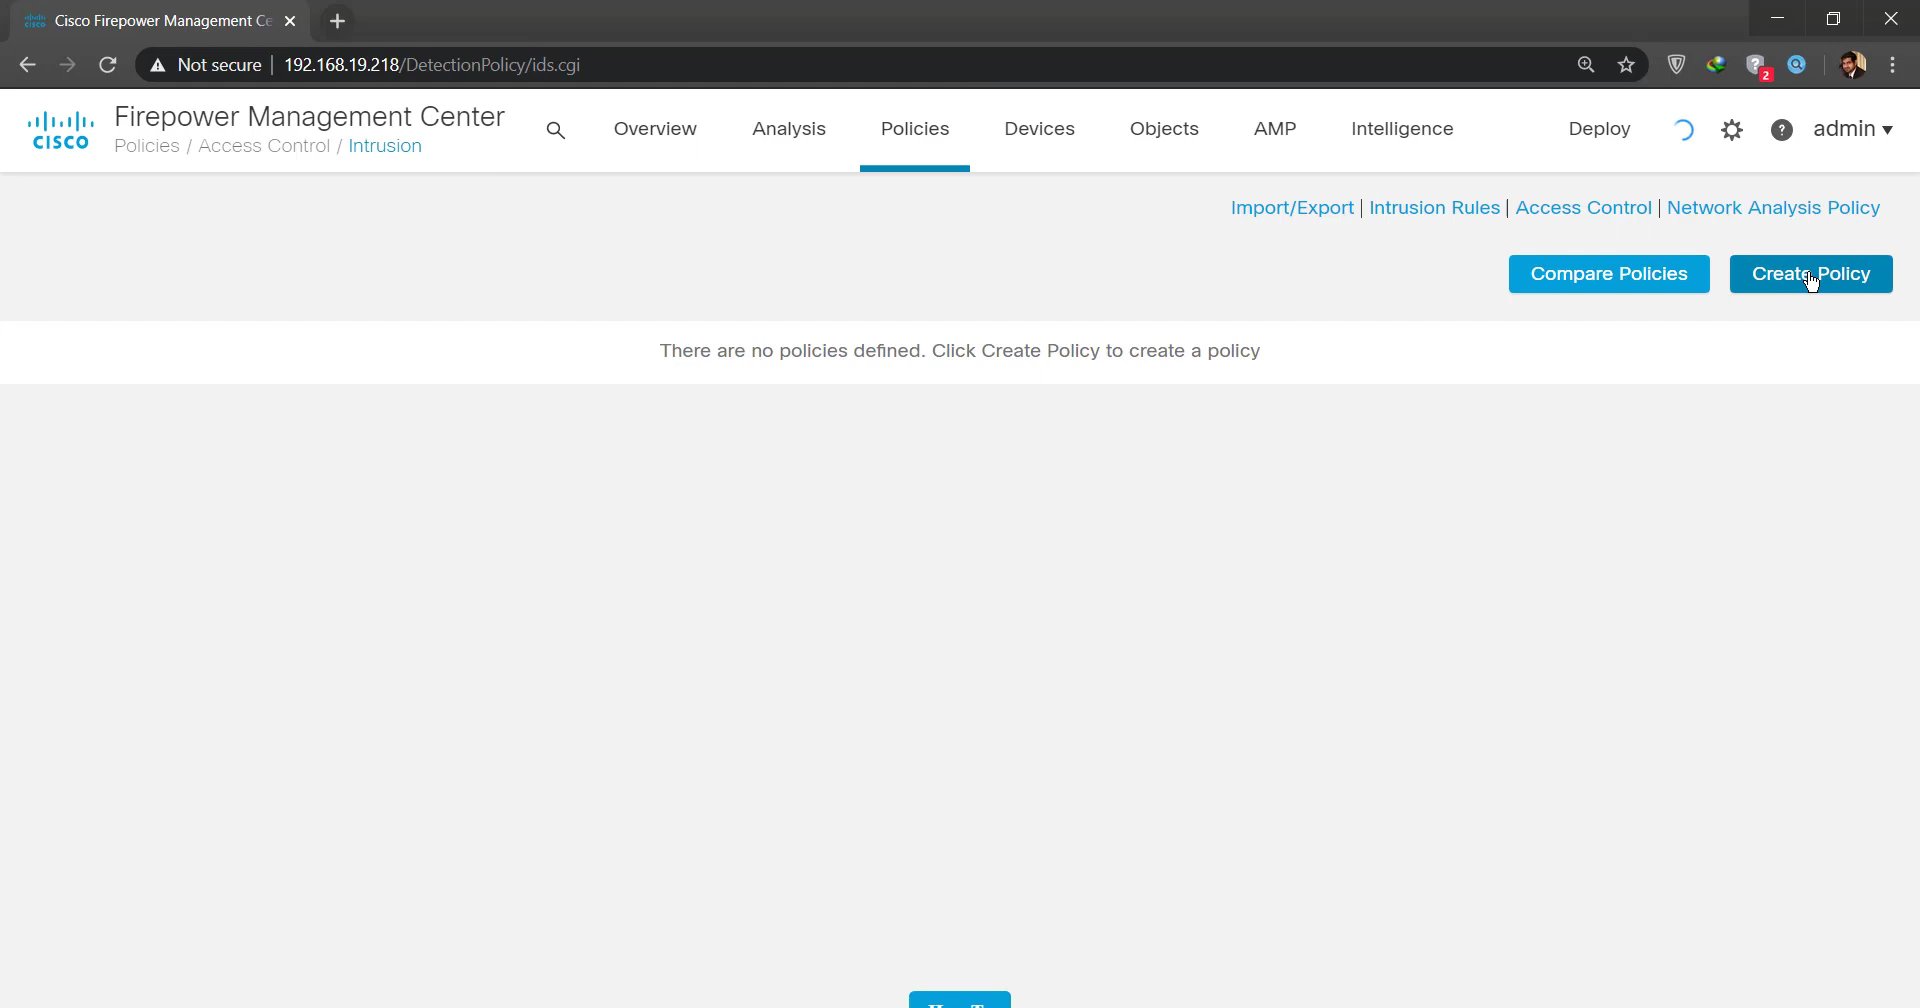 Cisco Firepower Management Ce
Not secure 192.168.19.218/DetectionPolicy/ids.cgi
2
CISCO
Firepower Management Center
Policies / Access Control / Intrusion
Overview Analysis Policies Devices Objects AMP Intelligence Deploy admin
Import/Export | Intrusion Rules | Access Control | Network Analysis Policy
Compare Policies Create Policy
There are no policies defined. Click Create Policy to create a policy